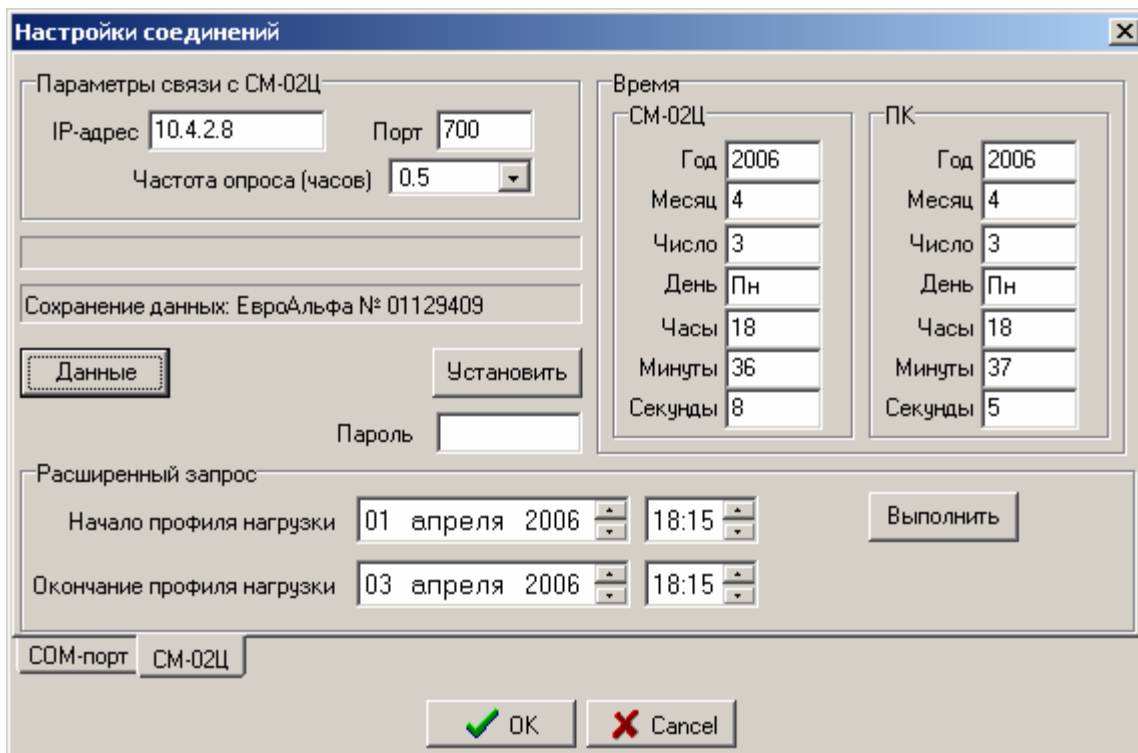 Настройки соединений
Параметры связи с СМ-02Ц
IP-адрес 10.4.2.8 Порт 700
Частота опроса (часов) 0.5
Сохранение данных: ЕвроАльфа № 01129409
Данные Установить
Пароль
Время
СМ-02Ц
Год 2006
Месяц 4
Число 3
День Пн
Часы 18
Минуты 36
Секунды 8
ПК
Год 2006
Месяц 4
Число 3
День Пн
Часы 18
Минуты 37
Секунды 5
Расширенный запрос
Начало профиля нагрузки 01 апреля 2006 18:15 Выполнить
Окончание профиля нагрузки 03 апреля 2006 18:15
COM-порт СМ-02Ц
OK Cancel